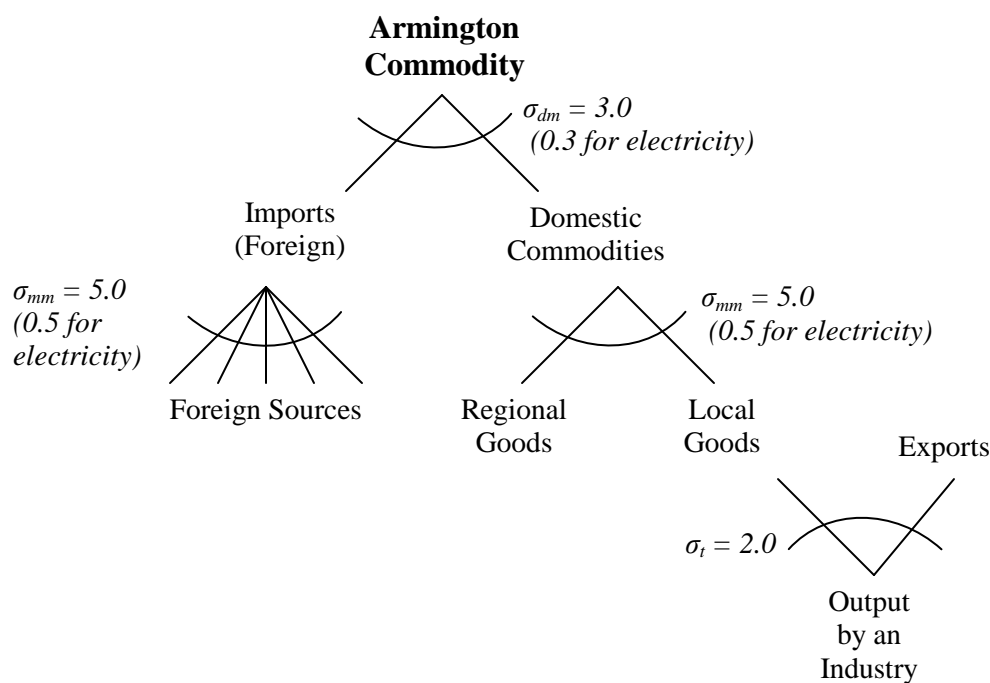 Armington
Commodity
σdm = 3.0
(0.3 for electricity)
Imports
(Foreign)
Domestic
Commodities
σmm = 5.0
(0.5 for
electricity)
σmm = 5.0
(0.5 for electricity)
Foreign Sources
Regional
Goods
Local
Goods
Exports
σt = 2.0
Output
by an
Industry